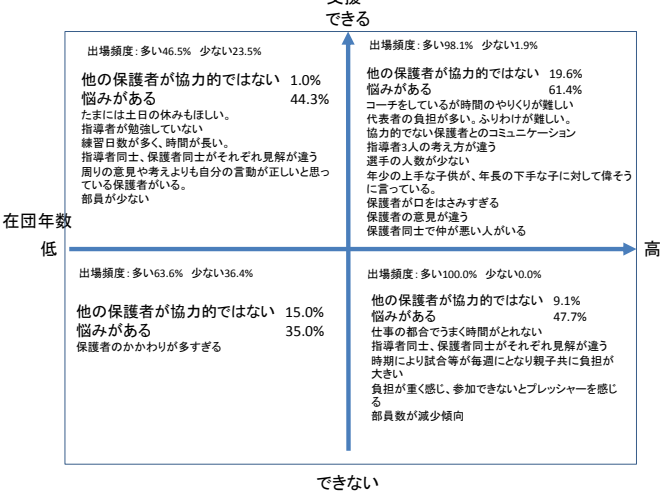 支援
できる
出場頻度：多い46.5% 少ない23.5%
他の保護者が協力的ではない 1.0%
悩みがある 44.3%
たまには土日の休みもほしい。
指導者が勉強していない
練習日数が多く、時間が長い。
指導者同士、保護者同士がそれぞれ見解が違う
周りの意見や考えよりも自分の言動が正しいと思っ
ている保護者がいる。
部員が少ない
出場頻度：多い98.1% 少ない1.9%
他の保護者が協力的ではない 19.6%
悩みがある 61.4%
コーチをしているが時間のやりくりが難しい
代表者の負担が多い。ふりわけが難しい。
協力的でない保護者とのコミュニケーション
指導者3人の考え方が違う
選手の人数が少ない
年少の上手な子供が、年長の下手な子に対して偉そう
に言っている。
保護者が口をはさみすぎる
保護者の意見が違う
保護者同士で仲が悪い人がいる
在団年数
低
高
出場頻度：多い63.6% 少ない36.4%
他の保護者が協力的ではない 15.0%
悩みがある 35.0%
保護者のかかわりが多すぎる
出場頻度：多い100.0% 少ない0.0%
他の保護者が協力的ではない 9.1%
悩みがある 47.7%
仕事の都合でうまく時間がとれない
指導者同士、保護者同士がそれぞれ見解が違う
時期により試合等が毎週にとなり親子共に負担が
大きい
負担が重く感じ、参加できないとプレッシャーを感じ
る
部員数が減少傾向
できない